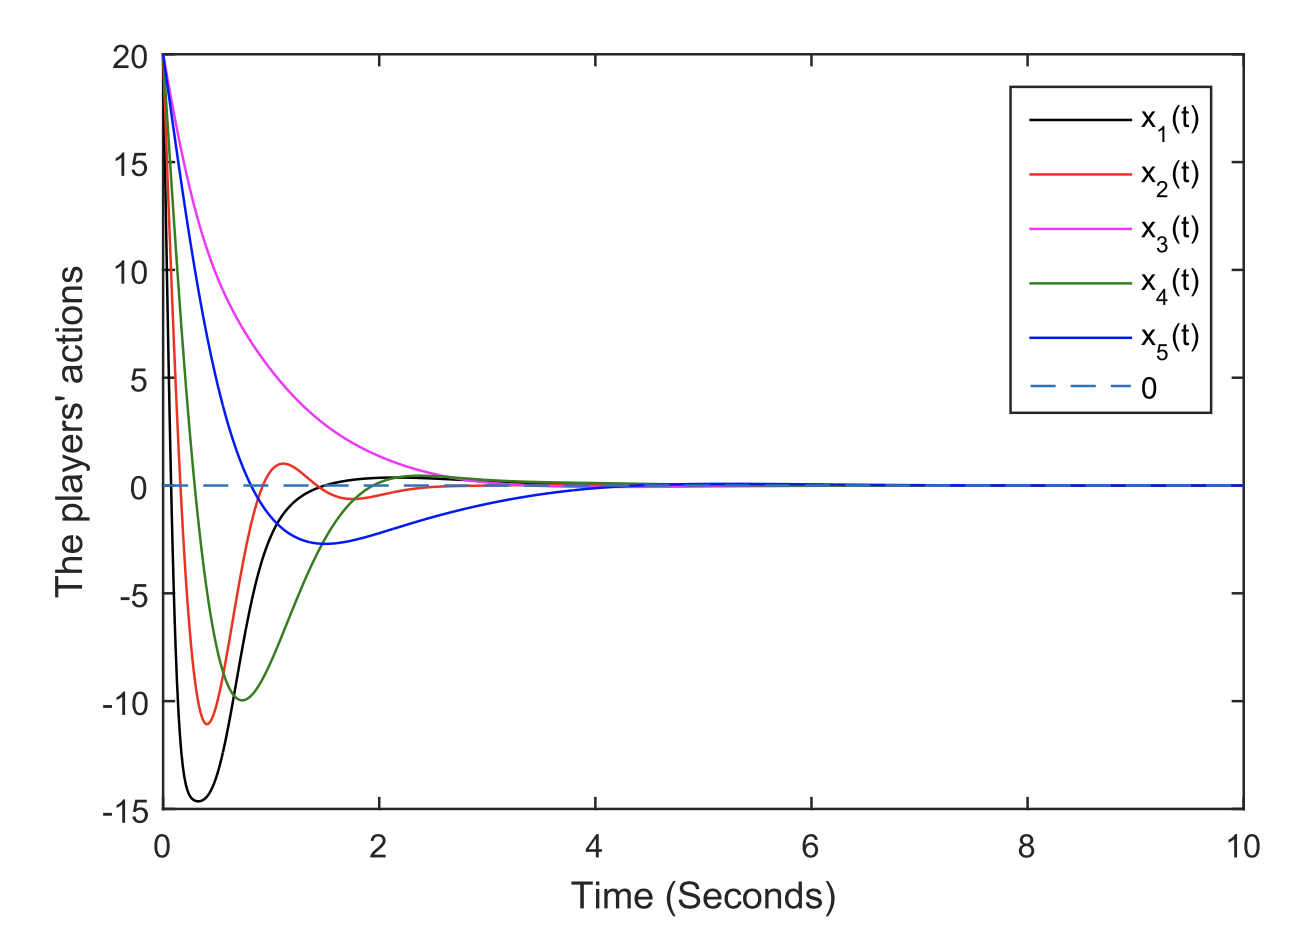 20
15
10
5
0
-5
-10
-15
The players' actions
x1(t)
x2(t)
x3(t)
x4(t)
x5(t)
0
0 2 4 6 8 10
Time (Seconds)